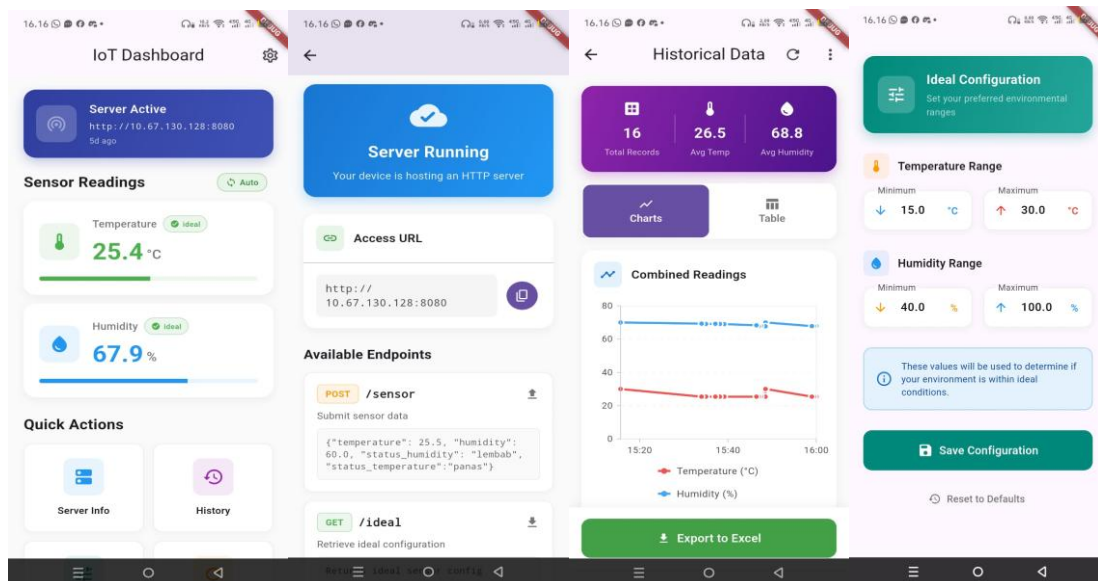 16.16
IoT Dashboard
Server Active
http://10.67.130.128:8080
5d ago
Sensor Readings
Auto
Temperature
ideal
25.4 °C
Humidity
ideal
67.9 %
Quick Actions
Server Info
History
16.16
Server Running
Your device is hosting an HTTP server
Access URL
http://
10.67.130.128:8080
Available Endpoints
POST /sensor
Submit sensor data
{"temperature": 25.5, "humidity":
60.0, "status_humidity": "lembab",
"status_temperature":"panas"}
GET /ideal
Retrieve ideal configuration
16.16
Historical Data
16
26.5
68.8
Total Records
Avg Temp
Avg Humidity
Charts
Table
Combined Readings
80
60
40
20
0
15:20
15:40
16:00
Temperature (°C)
Humidity (%)
Export to Excel
16.16
Ideal Configuration
Set your preferred environmental
ranges
Temperature Range
Minimum
Maximum
15.0 °C
30.0 °C
Humidity Range
Minimum
Maximum
40.0 %
100.0 %
These values will be used to determine if
your environment is within ideal
conditions.
Save Configuration
Reset to Defaults